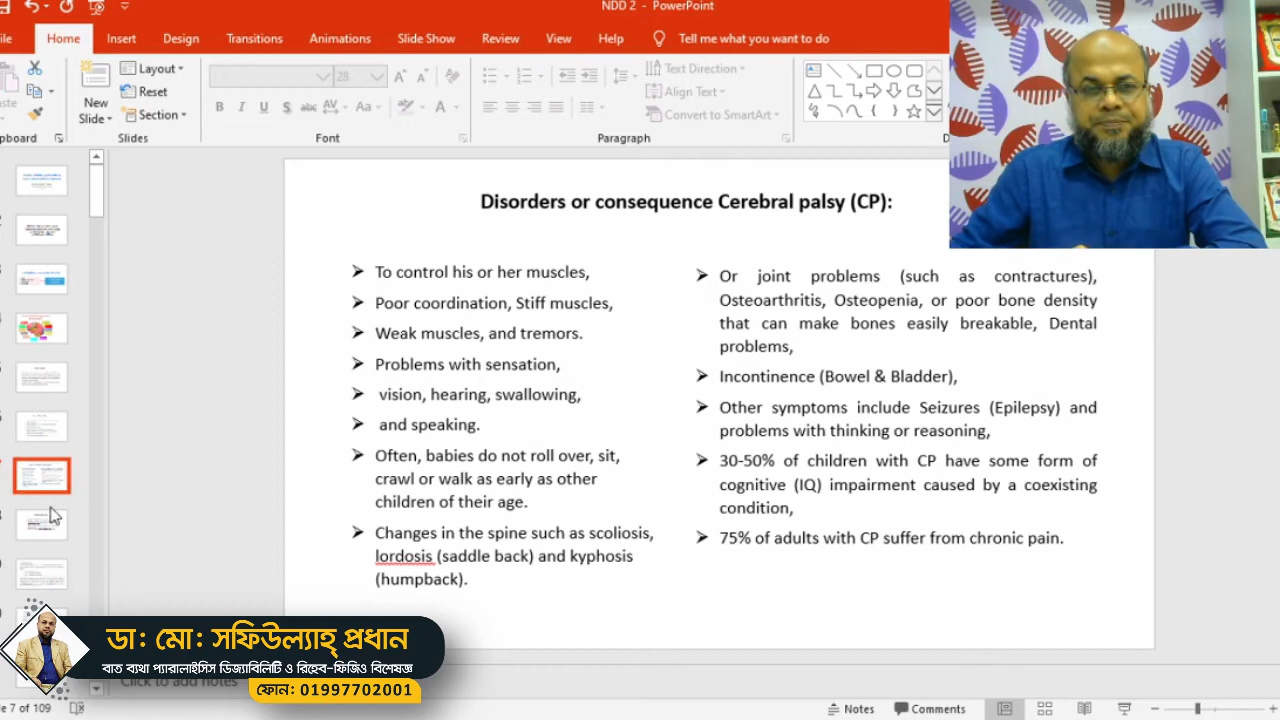 NDD 2 - PowerPoint
Home Insert Design Transitions Animations Slide Show Review View Help Tell me what you want to do
New
Slide
Layout
Reset
Section
28
Text Direction
Align Text
Convert to SmartArt
Slides Font Paragraph
Disorders or consequence Cerebral palsy (CP):
To control his or her muscles,
Poor coordination, Stiff muscles,
Weak muscles, and tremors.
Problems with sensation,
vision, hearing, swallowing,
and speaking.
Often, babies do not roll over, sit,
crawl or walk as early as other
children of their age.
Changes in the spine such as scoliosis,
lordosis (saddle back) and kyphosis
(humpback).
Or joint problems (such as contractures),
Osteoarthritis, Osteopenia, or poor bone density
that can make bones easily breakable, Dental
problems,
Incontinence (Bowel & Bladder),
Other symptoms include Seizures (Epilepsy) and
problems with thinking or reasoning,
30-50% of children with CP have some form of
cognitive (IQ) impairment caused by a coexisting
condition,
75% of adults with CP suffer from chronic pain.
ডা: মো: সফিউল্যাহ্ প্রধান
বাত ব্যথা প্যারালাইসিস ডিজ্যাবিলিটি ও রিহেব-ফিজিও বিশেষজ্ঞ
ফোন: 01997702001
Click to add notes
7 of 109
Notes Comments